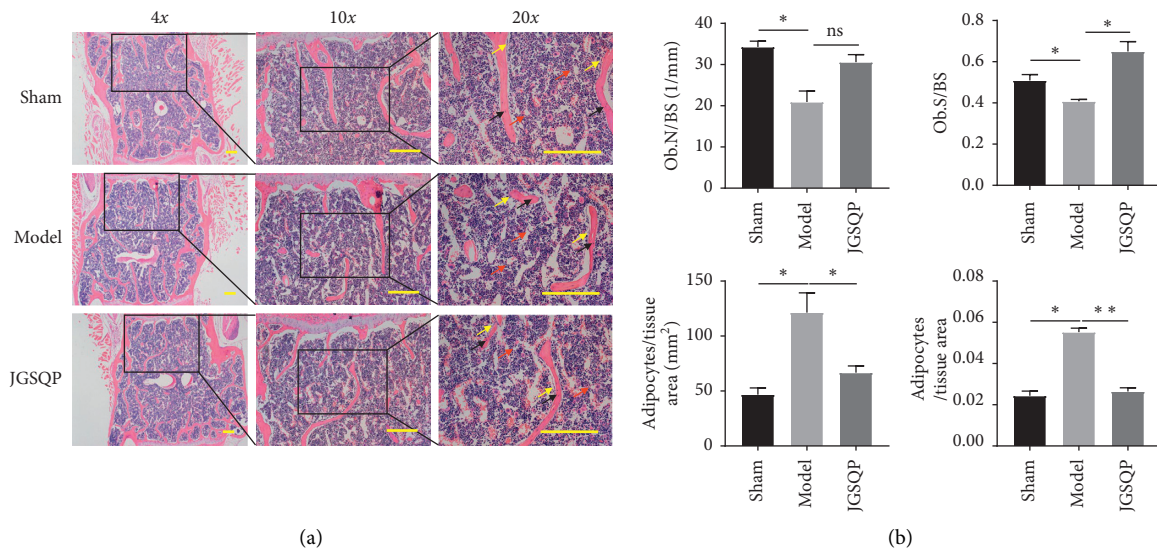 4x 10x 20x
Sham
Model
JGSQP
(a)
Ob.N/BS (1/mm)
40
30
20
10
0
*
ns
Sham
Model
JGSQP
Ob.S/BS
0.8
0.6
0.4
0.2
0.0
*
*
Sham
Model
JGSQP
Adipocytes/tissue
area (mm²)
150
100
50
0
*
*
Sham
Model
JGSQP
Adipocytes
/tissue area
0.08
0.06
0.04
0.02
0.00
*
**
Sham
Model
JGSQP
(b)